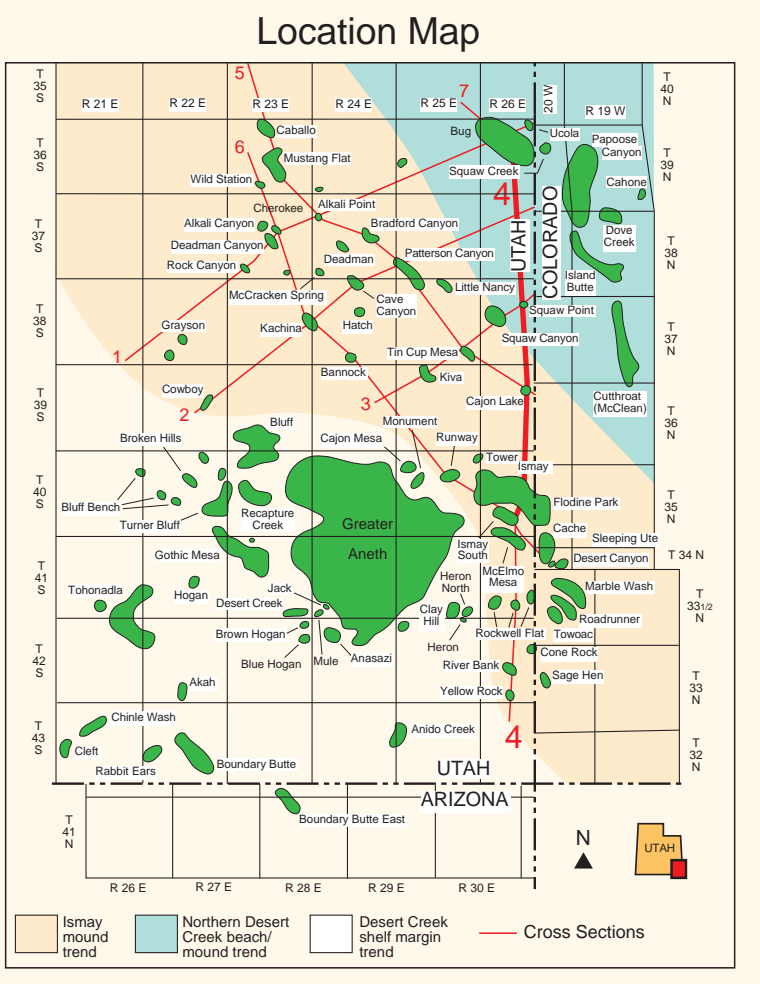 Location Map
T
35
S
5
T
40
N
R 21 E
R 22 E
R 23 E
R 24 E
R 25 E
7
R 26 E
20 W
R 19 W
T
36
S
Caballo
6
Mustang Flat
Bug
Ucola
Papoose
Canyon
T
39
N
Wild Station
Squaw Creek
Cahone
4
Cherokee
Alkali Point
UTAH
COLORADO
T
37
S
Alkali Canyon
Bradford Canyon
Dove
Creek
Deadman Canyon
Deadman
Patterson Canyon
T
38
N
Rock Canyon
Island
Butte
McCracken Spring
Cave
Canyon
Little Nancy
T
38
S
Squaw Point
Grayson
Kachina
Hatch
Squaw Canyon
T
37
N
1
Tin Cup Mesa
Bannock
Kiva
T
39
S
Cowboy
2
3
Cajon Lake
Cutthroat
(McClean)
T
36
N
Bluff
Monument
Broken Hills
Cajon Mesa
Runway
Tower
Ismay
T
40
S
Bluff Bench
Recapture
Creek
Turner Bluff
Greater
Aneth
Flodine Park
T
35
N
Cache
Sleeping Ute
Gothic Mesa
Ismay
South
Desert Canyon
T 34 N
T
41
S
Tohonadla
Hogan
Jack
Heron
North
McElmo
Mesa
Marble Wash
T
33 1/2
N
Desert Creek
Clay
Hill
Roadrunner
Brown Hogan
Rockwell Flat
Towoac
T
42
S
Blue Hogan
Mule
Anasazi
Heron
Cone Rock
River Bank
Sage Hen
T
33
N
Akah
Yellow Rock
T
43
S
Chinle Wash
Anido Creek
4
T
32
N
Cleft
Rabbit Ears
Boundary Butte
UTAH
ARIZONA
Boundary Butte East
T
41
N
N
UTAH
R 26 E
R 27 E
R 28 E
R 29 E
R 30 E
Ismay
mound
trend
Northern Desert
Creek beach/
mound trend
Desert Creek
shelf margin
trend
Cross Sections